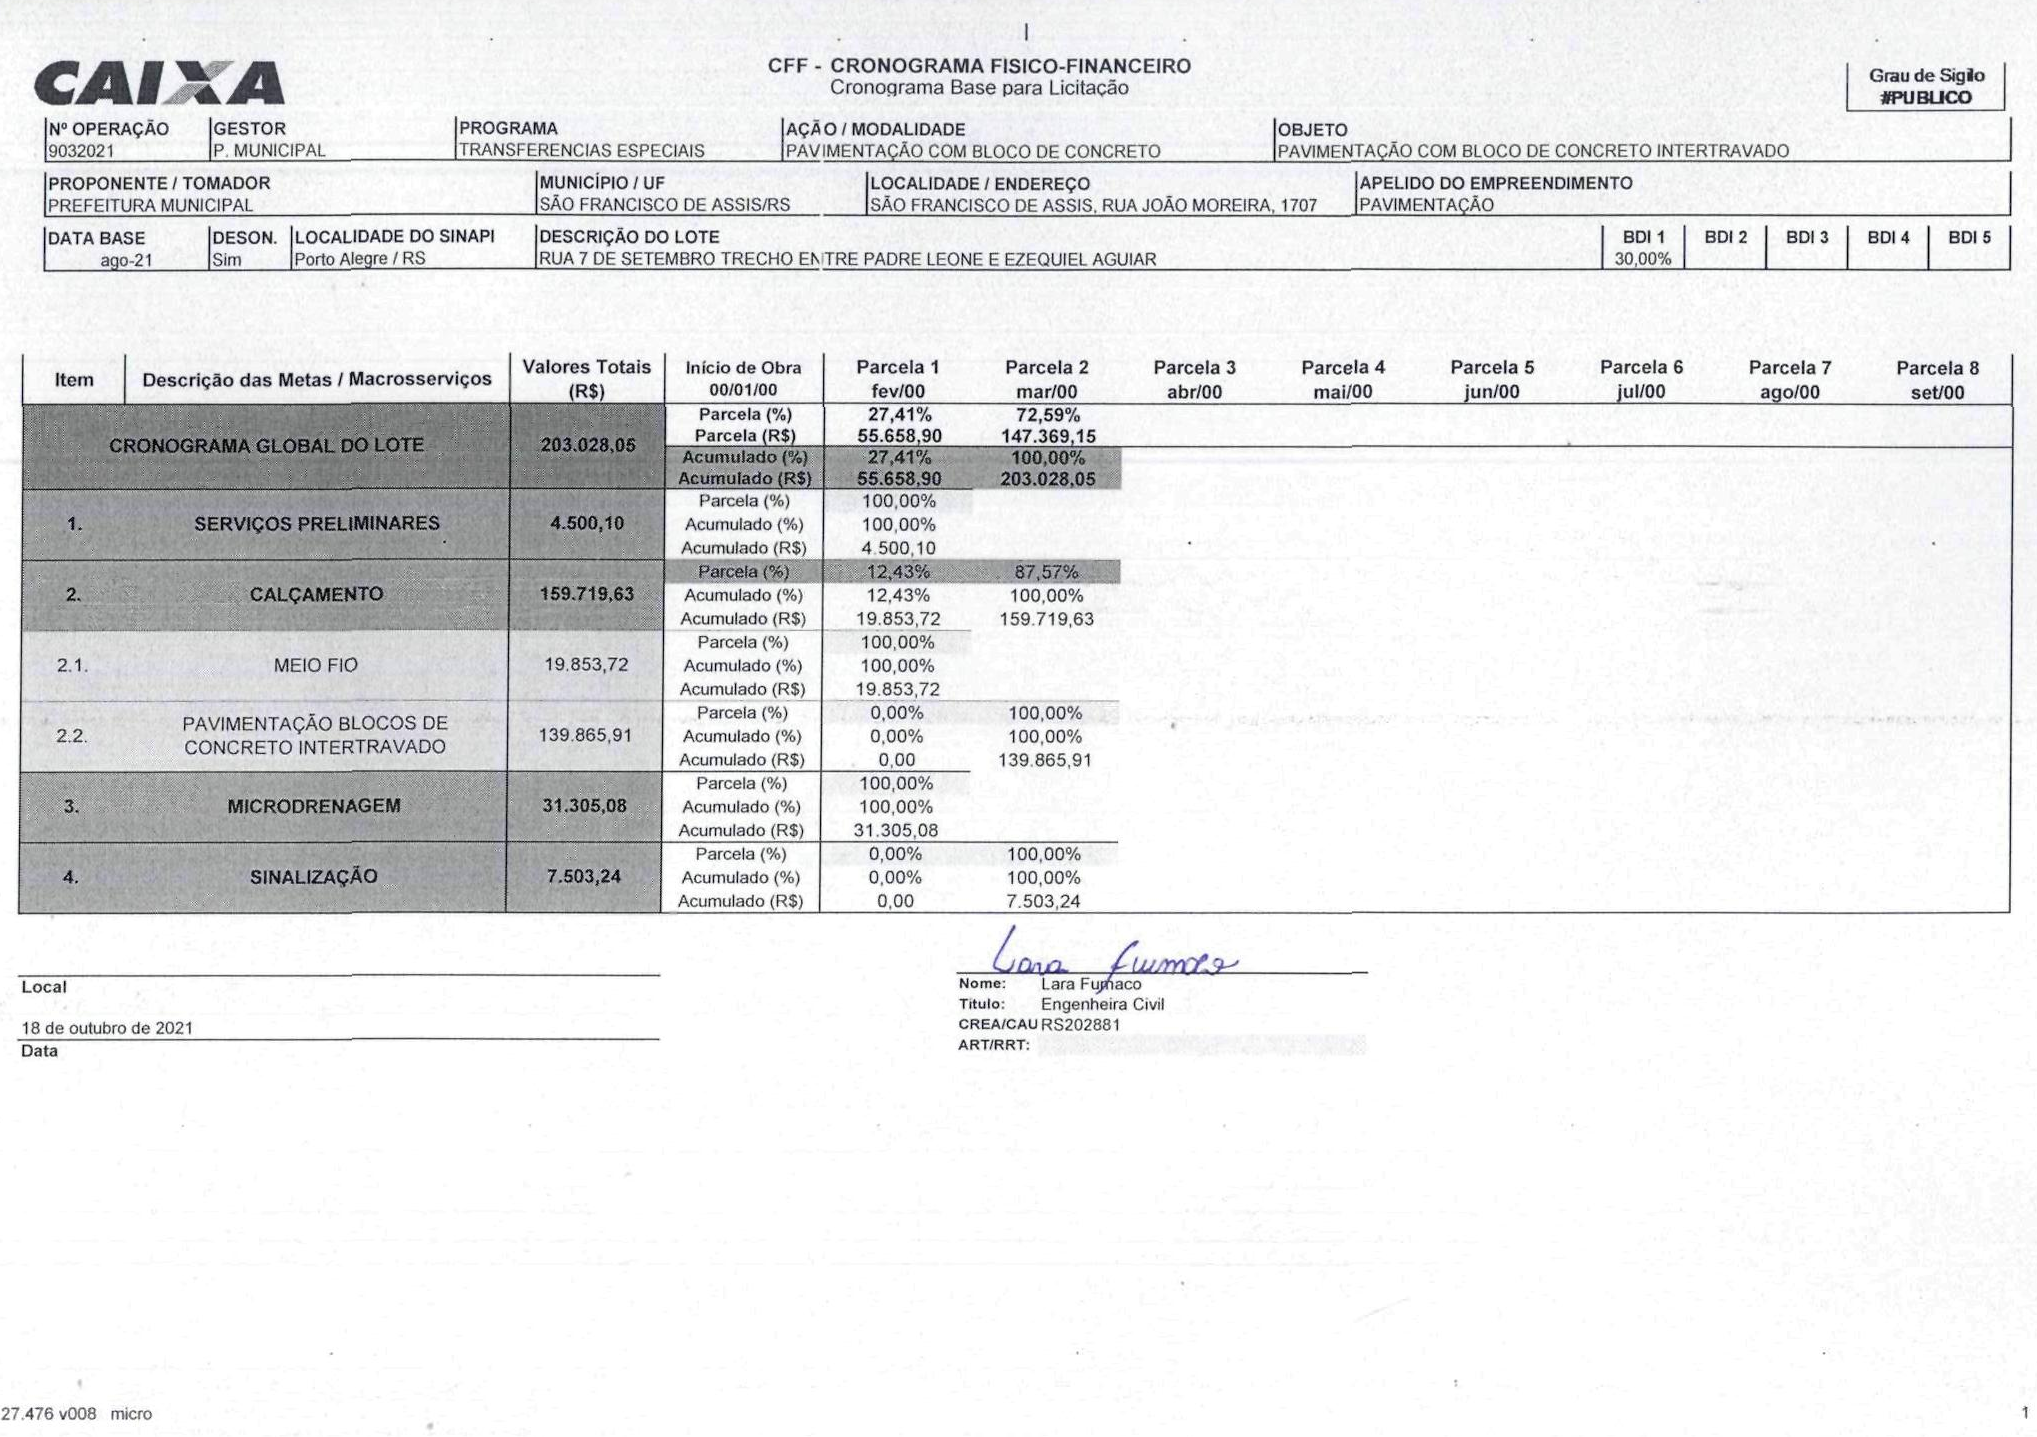 CAIXA
CFF - CRONOGRAMA FÍSICO-FINANCEIRO
Cronograma Base para Licitação
Grau de Sigilo
#PUBLICO
Nº OPERAÇÃO GESTOR PROGRAMA AÇÃO / MODALIDADE OBJETO
9032021 P. MUNICIPAL TRANSFERENCIAS ESPECIAIS PAVIMENTAÇÃO COM BLOCO DE CONCRETO PAVIMENTAÇÃO COM BLOCO DE CONCRETO INTERTRAVADO
PROPONENTE / TOMADOR MUNICÍPIO / UF LOCALIDADE / ENDEREÇO APELIDO DO EMPREENDIMENTO
PREFEITURA MUNICIPAL SÃO FRANCISCO DE ASSIS/RS SÃO FRANCISCO DE ASSIS, RUA JOÃO MOREIRA, 1707 PAVIMENTAÇÃO
DATA BASE DESON. LOCALIDADE DO SINAPI DESCRIÇÃO DO LOTE BDI 1 BDI 2 BDI 3 BDI 4 BDI 5
ago-21 Sim Porto Alegre / RS RUA 7 DE SETEMBRO TRECHO ENTRE PADRE LEONE E EZEQUIEL AGUIAR 30,00%
Item Descrição das Metas / Macrosserviços Valores Totais (R$) Início de Obra Parcela 1 Parcela 2 Parcela 3 Parcela 4 Parcela 5 Parcela 6 Parcela 7 Parcela 8
00/01/00 fev/00 mar/00 abr/00 mai/00 jun/00 jul/00 ago/00 set/00
CRONOGRAMA GLOBAL DO LOTE 203.028,05
Parcela (%) 27,41% 72,59%
Parcela (R$) 55.658,90 147.369,15
Acumulado (%) 27,41% 100,00%
Acumulado (R$) 55.658,90 203.028,05
1. SERVIÇOS PRELIMINARES 4.500,10
Parcela (%) 100,00%
Acumulado (%) 100,00%
Acumulado (R$) 4.500,10
2. CALÇAMENTO 159.719,63
Parcela (%) 12,43% 87,57%
Acumulado (%) 12,43% 100,00%
Acumulado (R$) 19.853,72 159.719,63
2.1. MEIO FIO 19.853,72
Parcela (%) 100,00%
Acumulado (%) 100,00%
Acumulado (R$) 19.853,72
2.2. PAVIMENTAÇÃO BLOCOS DE
CONCRETO INTERTRAVADO 139.865,91
Parcela (%) 0,00% 100,00%
Acumulado (%) 0,00% 100,00%
Acumulado (R$) 0,00 139.865,91
3. MICRODRENAGEM 31.305,08
Parcela (%) 100,00%
Acumulado (%) 100,00%
Acumulado (R$) 31.305,08
4. SINALIZAÇÃO 7.503,24
Parcela (%) 0,00% 100,00%
Acumulado (%) 0,00% 100,00%
Acumulado (R$) 0,00 7.503,24
Lara Fumaco
Local
Nome: Lara Fumaco
Titulo: Engenheira Civil
CREA/CAU RS202881
ART/RRT:
18 de outubro de 2021
Data
27.476 v008 micro
1